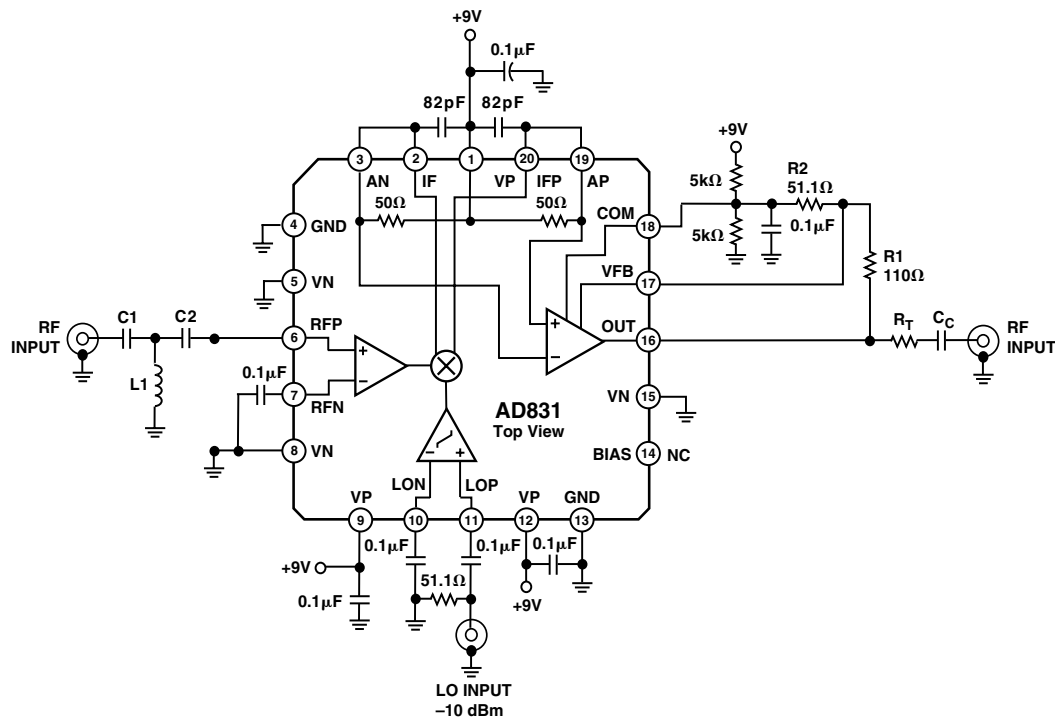 +9V
0.1µF
82pF 82pF
+9V
3 2 1 20 19
AN IF VP IFP AP
50Ω 50Ω
5kΩ
R2
51.1Ω
COM 18
5kΩ
0.1µF
4 GND
R1
110Ω
VFB 17
5 VN
C1 C2
RF
INPUT
6 RFP
OUT 16
RT CC
RF
INPUT
L1
0.1µF
7 RFN
+
–
+
–
VN 15
AD831
Top View
8 VN
BIAS 14 NC
– +
LON LOP
VP VP GND
9 10 11 12 13
0.1µF 0.1µF 0.1µF
+9V
51.1Ω
+9V
0.1µF
LO INPUT
–10 dBm